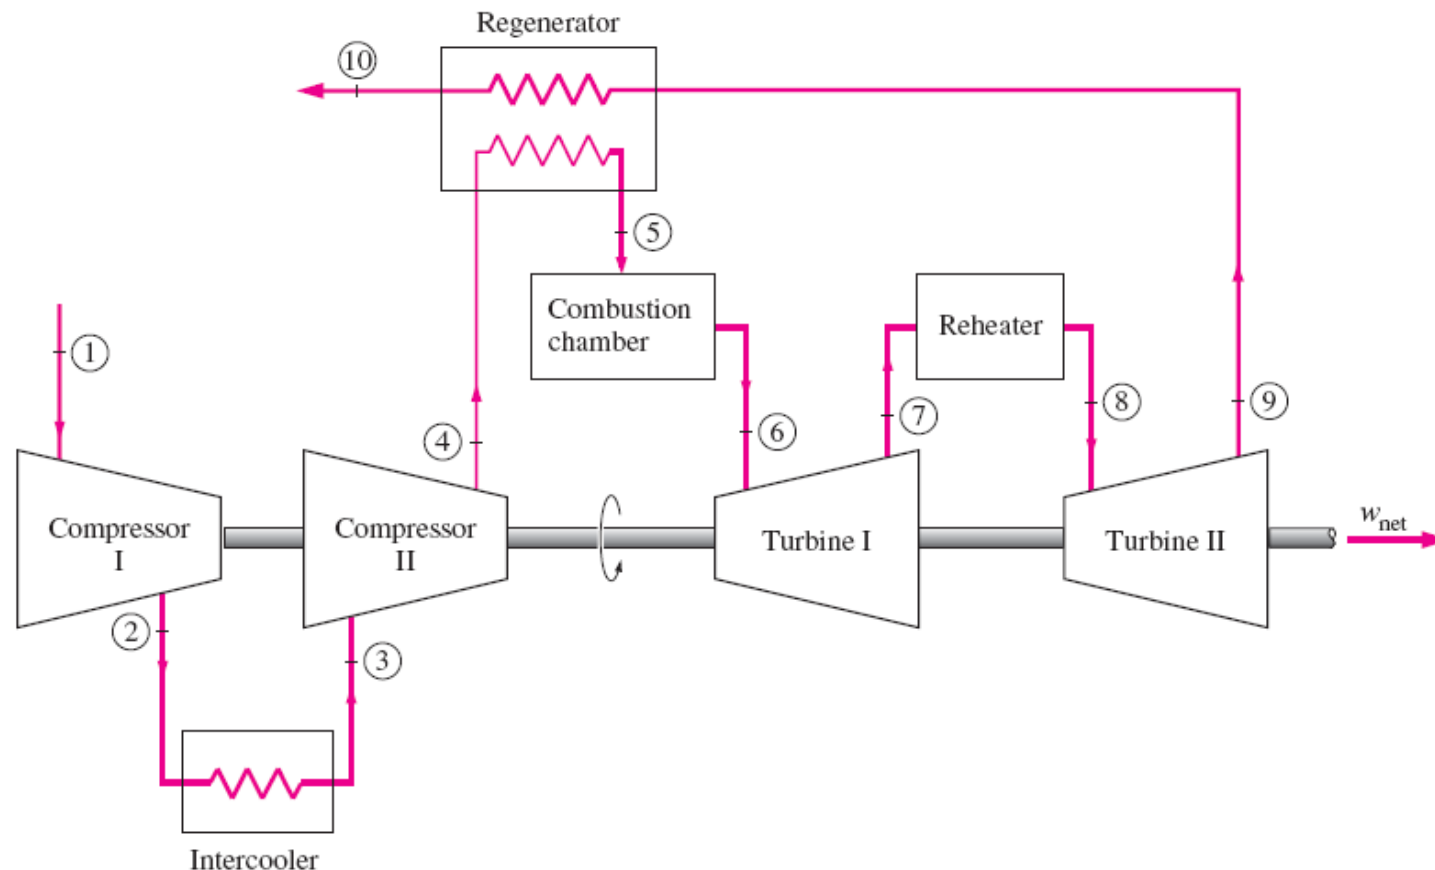 Regenerator
10
5
Combustion
chamber
Reheater
1
4
6
7
8
9
Compressor
I
Compressor
II
Turbine I
Turbine II
wnet
2
3
Intercooler